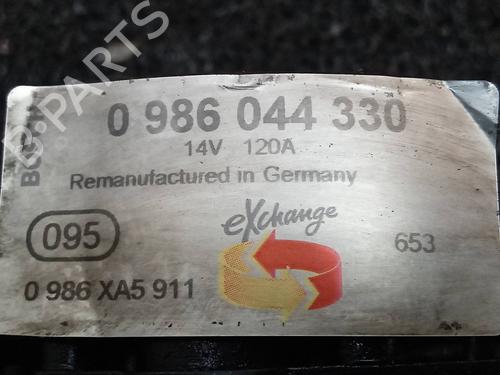 B-PARTS
BOSCH
0 986 044 330
14V 120A
Remanufactured in Germany
eXchange
095
653
0 986 XA5 911